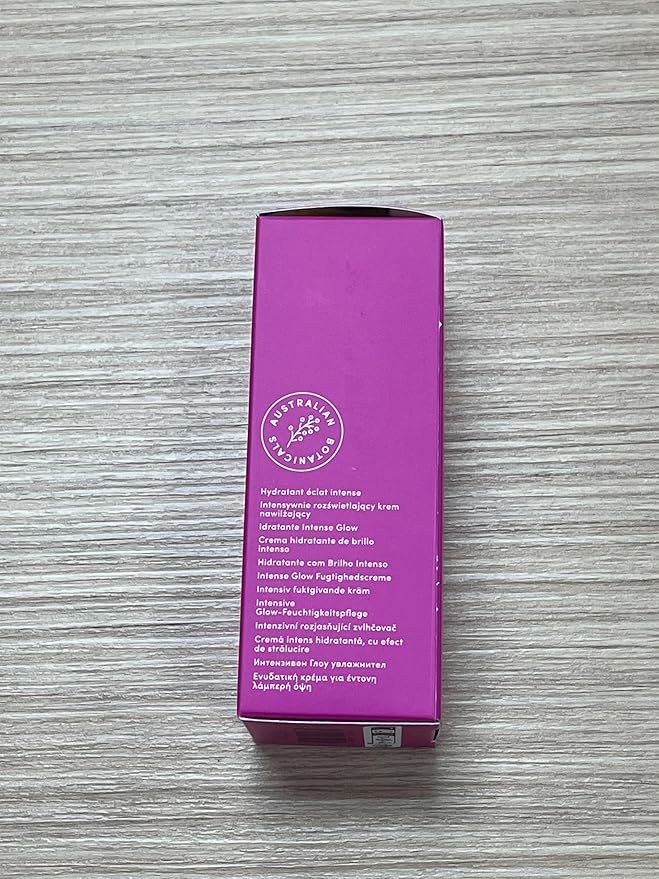 AUSTRALIAN BOTANICALS
Hydratant éclat intense
Intensywnie rozświetlający krem
nawilżający
Idratante Intense Glow
Crema hidratante de brillo
intenso
Hidratante com Brilho Intenso
Intense Glow Fugtighedscreme
Intensiv fuktgivande kräm
Intensive
Glow-Feuchtigkeitspflege
Intenzivní rozjasňující zvlhčovač
Cremă intens hidratantă, cu efect
de strălucire
Интензивен Глоу увлажнител
Ενυδατική κρέμα για έντονη
λάμπερή όψη